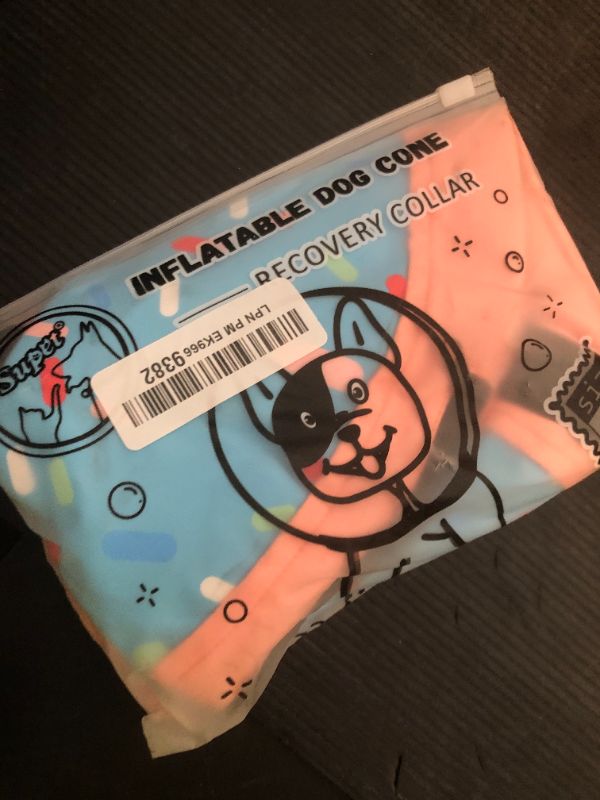 INFLATABLE DOG CONE
RECOVERY COLLAR
Super
LPN PM EK966 9382